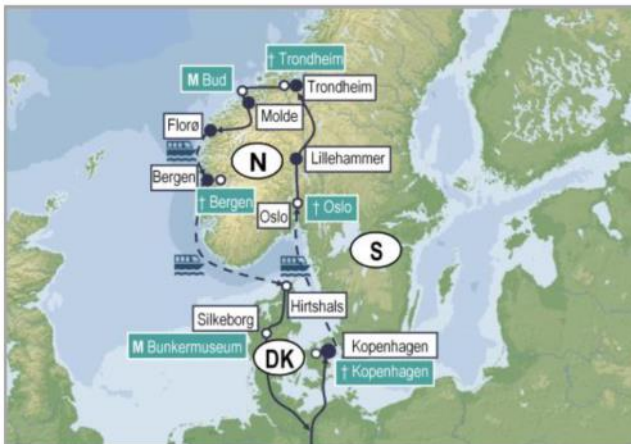 † Trondheim
M Bud
Trondheim
Molde
Florø
N
Lillehammer
Bergen
† Bergen
Oslo
† Oslo
S
Hirtshals
Silkeborg
M Bunkermuseum
DK
Kopenhagen
† Kopenhagen